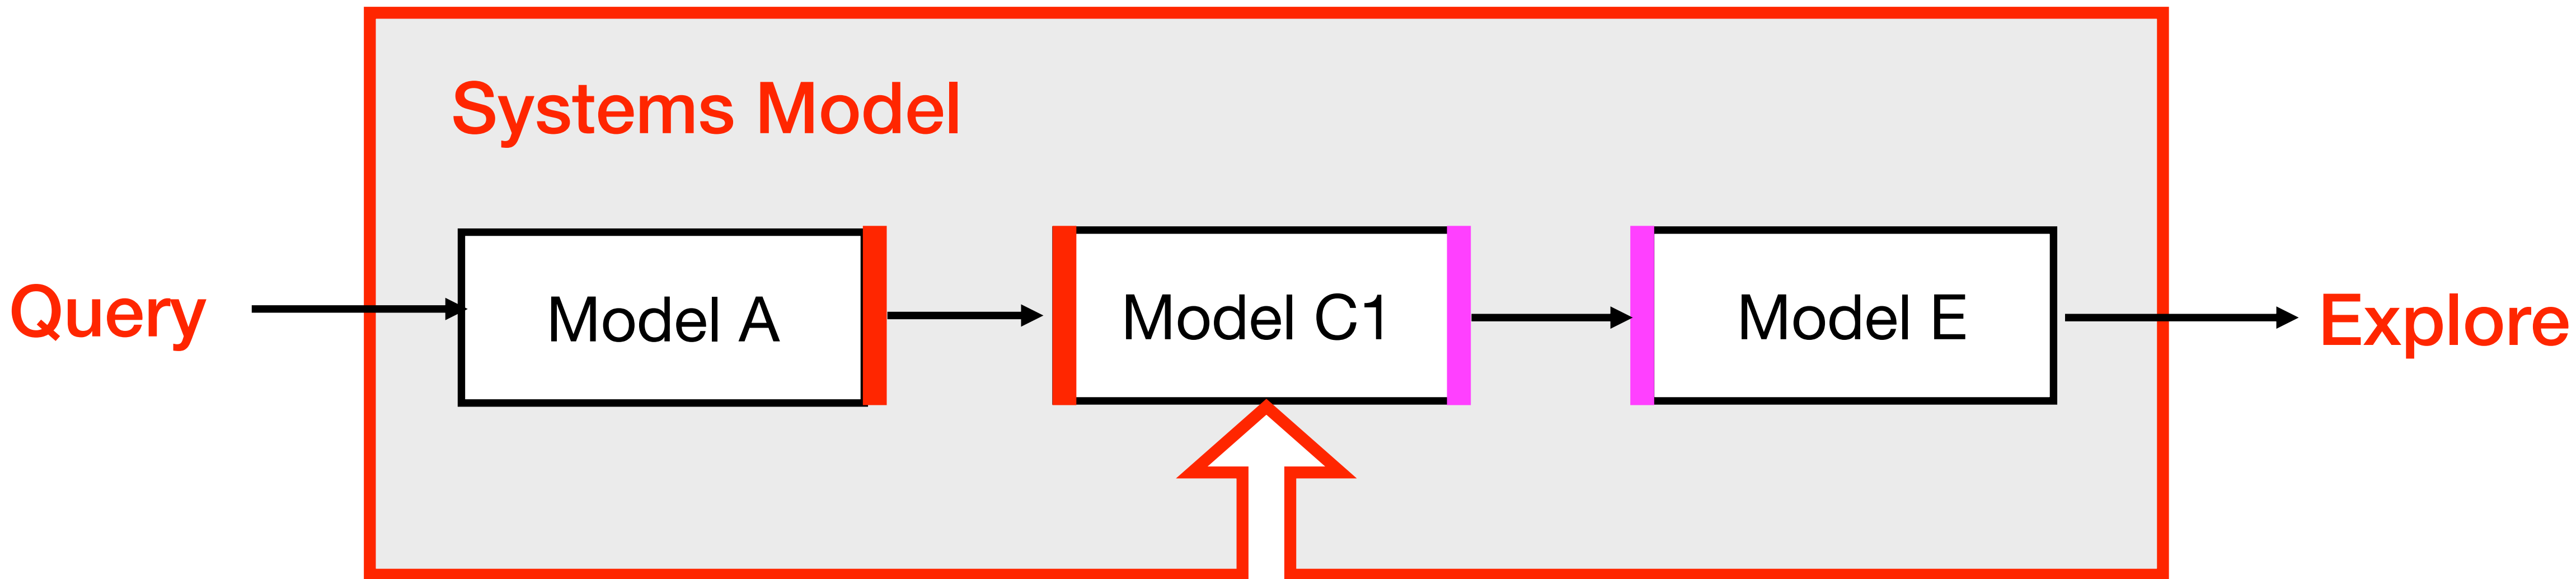 Systems Model
Query
Model A
Model C1
Model E
Explore